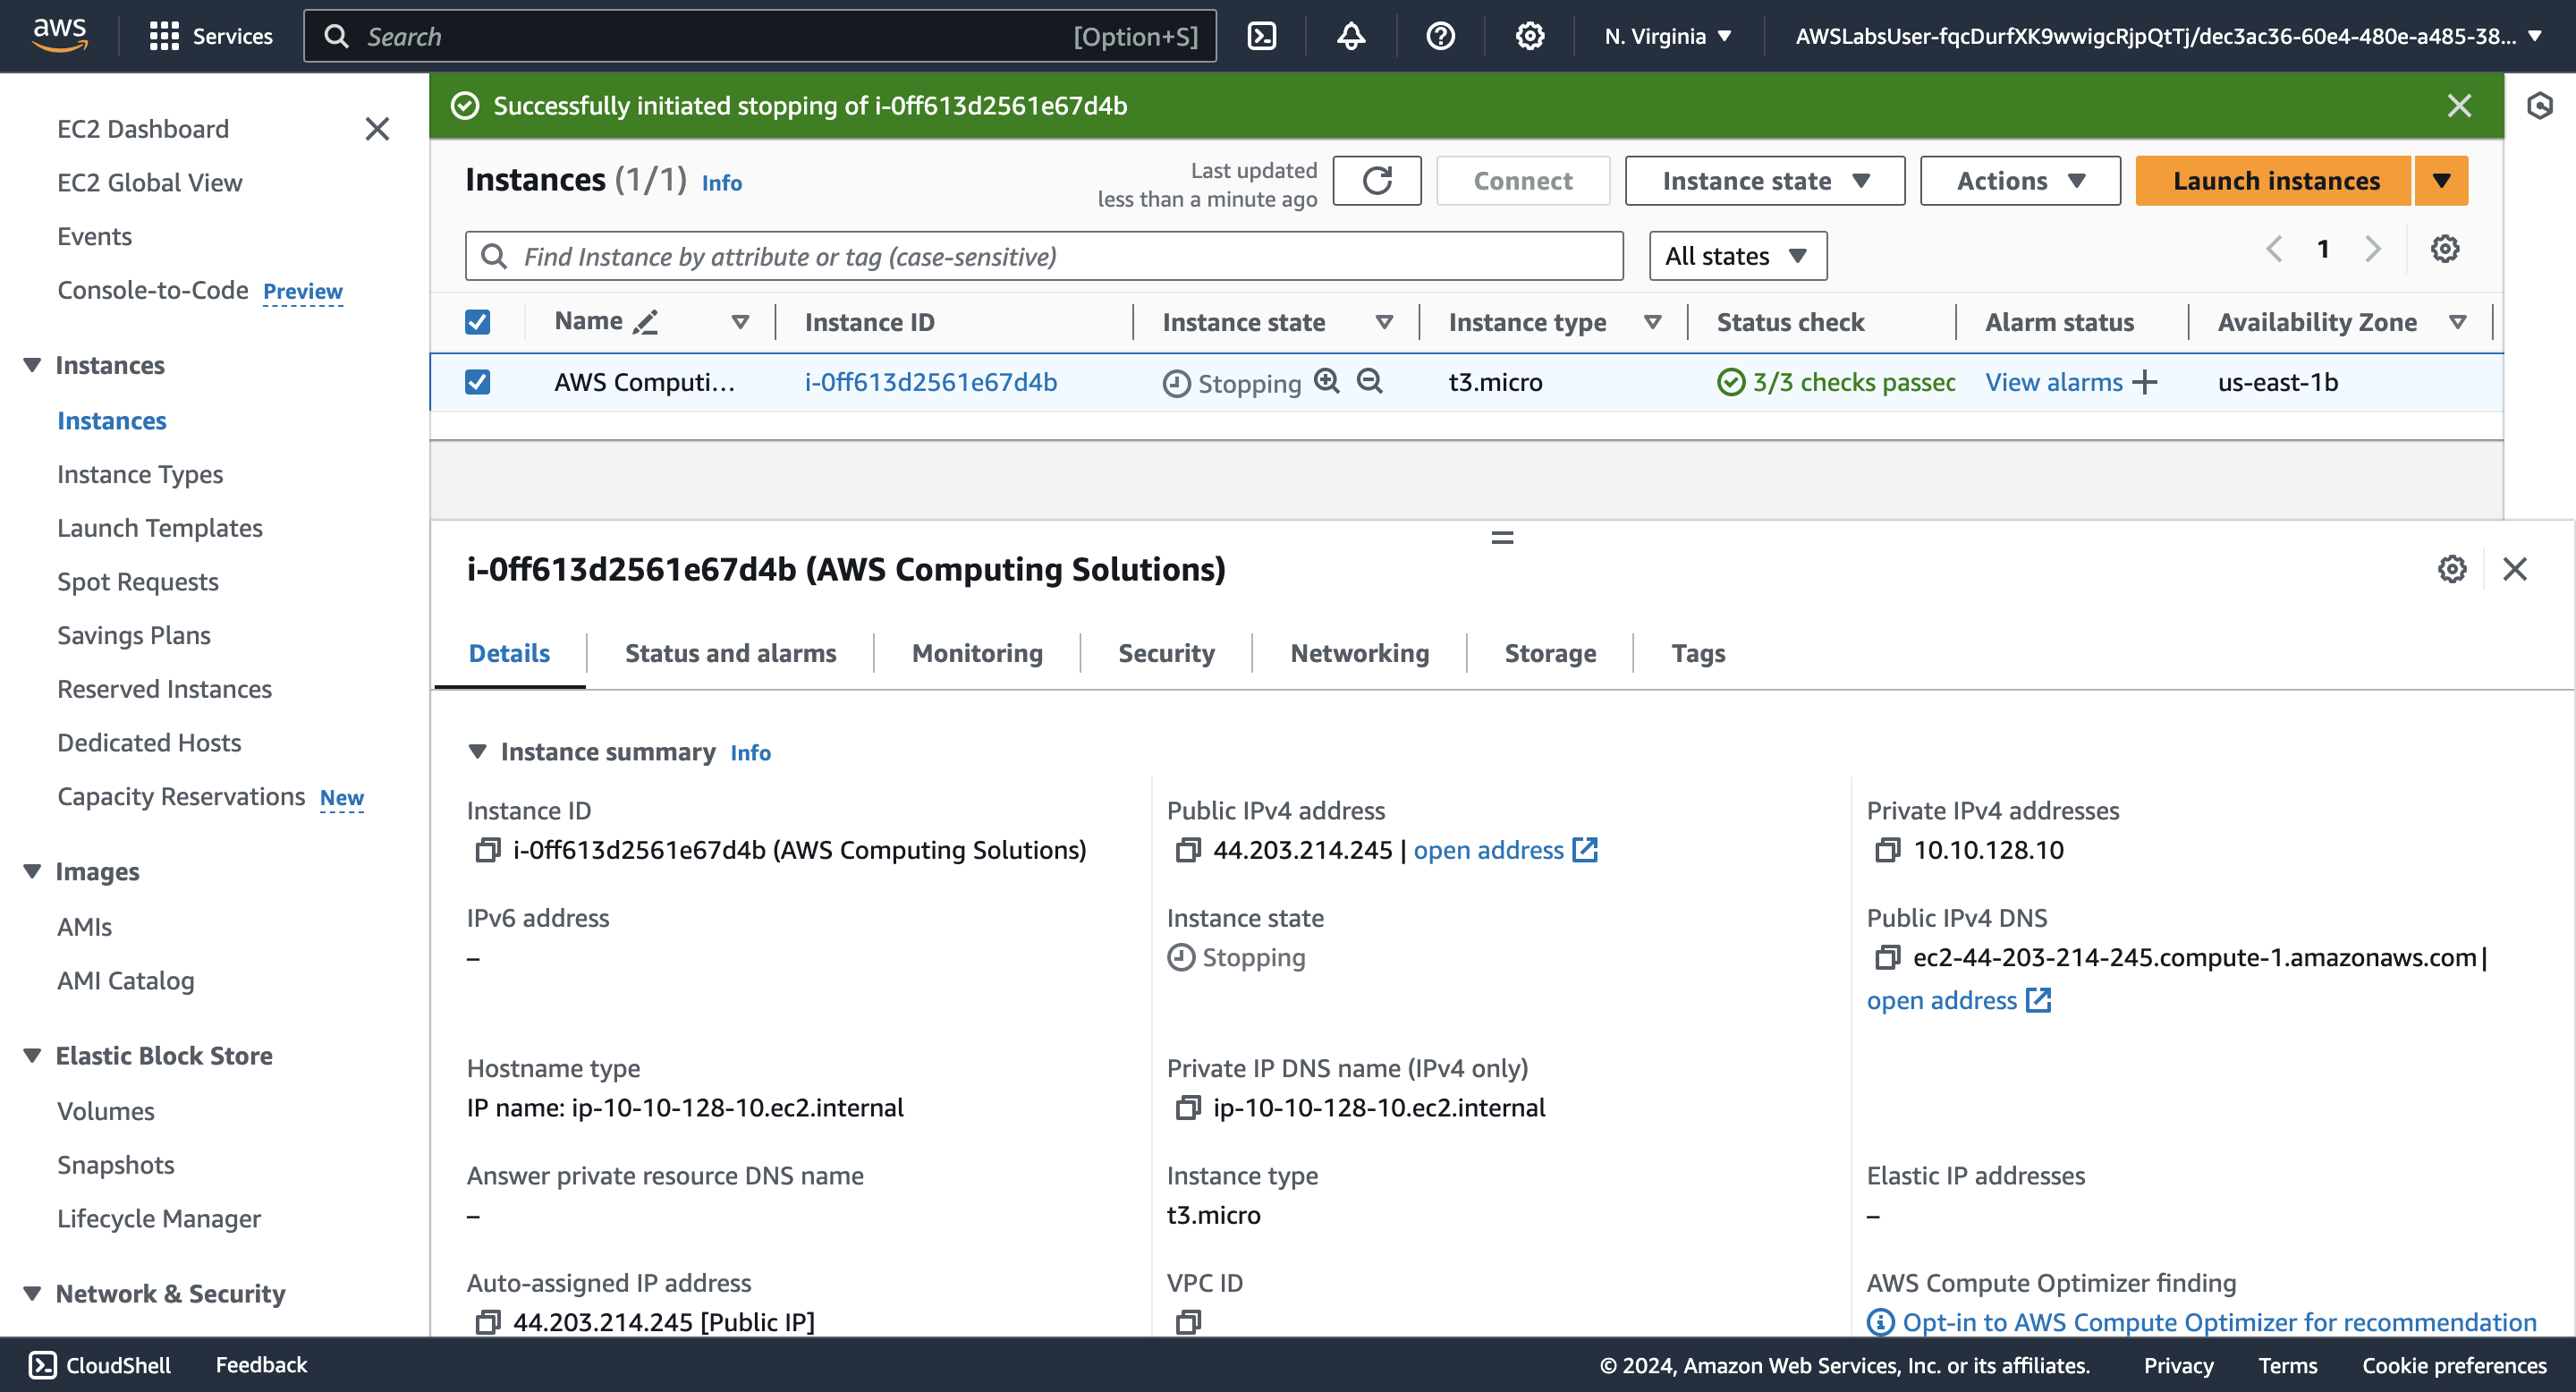 aws
Services
Search [Option+S]
N. Virginia
AWSLabsUser-fqcDurfXK9wwigcRjpQtTj/dec3ac36-60e4-480e-a485-38...
EC2 Dashboard
EC2 Global View
Events
Console-to-Code Preview
Instances
Instances
Instance Types
Launch Templates
Spot Requests
Savings Plans
Reserved Instances
Dedicated Hosts
Capacity Reservations New
Images
AMIs
AMI Catalog
Elastic Block Store
Volumes
Snapshots
Lifecycle Manager
Network & Security
Successfully initiated stopping of i-0ff613d2561e67d4b
Instances (1/1) Info
Last updated
less than a minute ago
Connect
Instance state
Actions
Launch instances
Find Instance by attribute or tag (case-sensitive)
All states
1
Name Instance ID Instance state Instance type Status check Alarm status Availability Zone
AWS Computi... i-0ff613d2561e67d4b Stopping t3.micro 3/3 checks passec View alarms us-east-1b
i-0ff613d2561e67d4b (AWS Computing Solutions)
Details Status and alarms Monitoring Security Networking Storage Tags
Instance summary Info
Instance ID
i-0ff613d2561e67d4b (AWS Computing Solutions)
Public IPv4 address
44.203.214.245 | open address
Private IPv4 addresses
10.10.128.10
IPv6 address
–
Instance state
Stopping
Public IPv4 DNS
ec2-44-203-214-245.compute-1.amazonaws.com |
open address
Hostname type
IP name: ip-10-10-128-10.ec2.internal
Private IP DNS name (IPv4 only)
ip-10-10-128-10.ec2.internal
Answer private resource DNS name
–
Instance type
t3.micro
Elastic IP addresses
–
Auto-assigned IP address
44.203.214.245 [Public IP]
VPC ID
AWS Compute Optimizer finding
Opt-in to AWS Compute Optimizer for recommendation
CloudShell Feedback
© 2024, Amazon Web Services, Inc. or its affiliates. Privacy Terms Cookie preferences